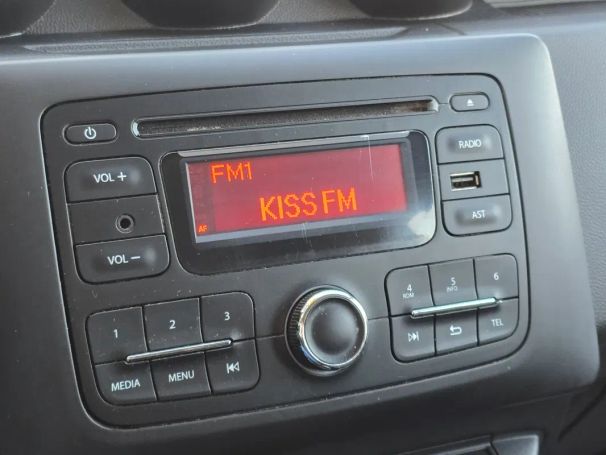 FM1
KISS FM
AF
VOL +
VOL –
RADIO
AST
1
2
3
MEDIA
MENU
4
RDM
5
INFO
6
TEL